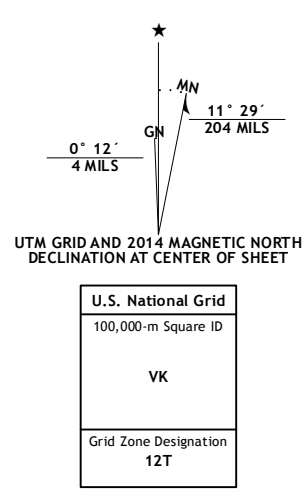 ★
MN
11° 29´
204 MILS
GN
0° 12´
4 MILS
UTM GRID AND 2014 MAGNETIC NORTH
DECLINATION AT CENTER OF SHEET
U.S. National Grid
100,000-m Square ID
VK
Grid Zone Designation
12T